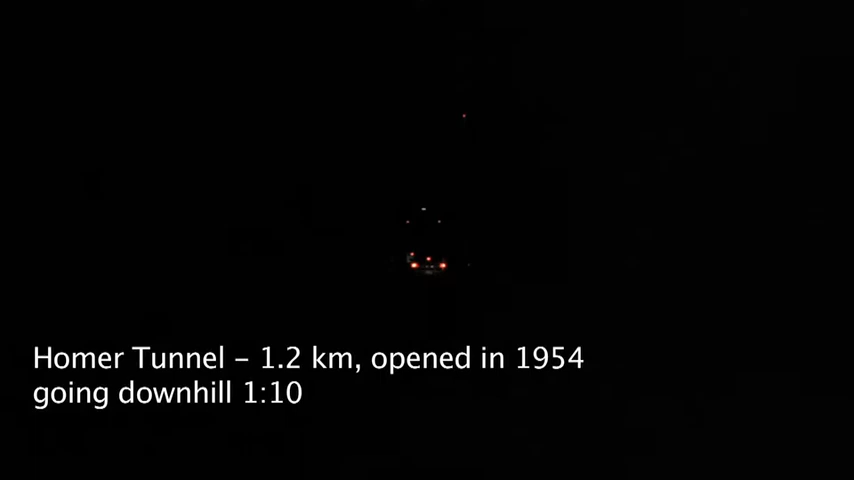 Homer Tunnel – 1.2 km, opened in 1954
going downhill 1:10